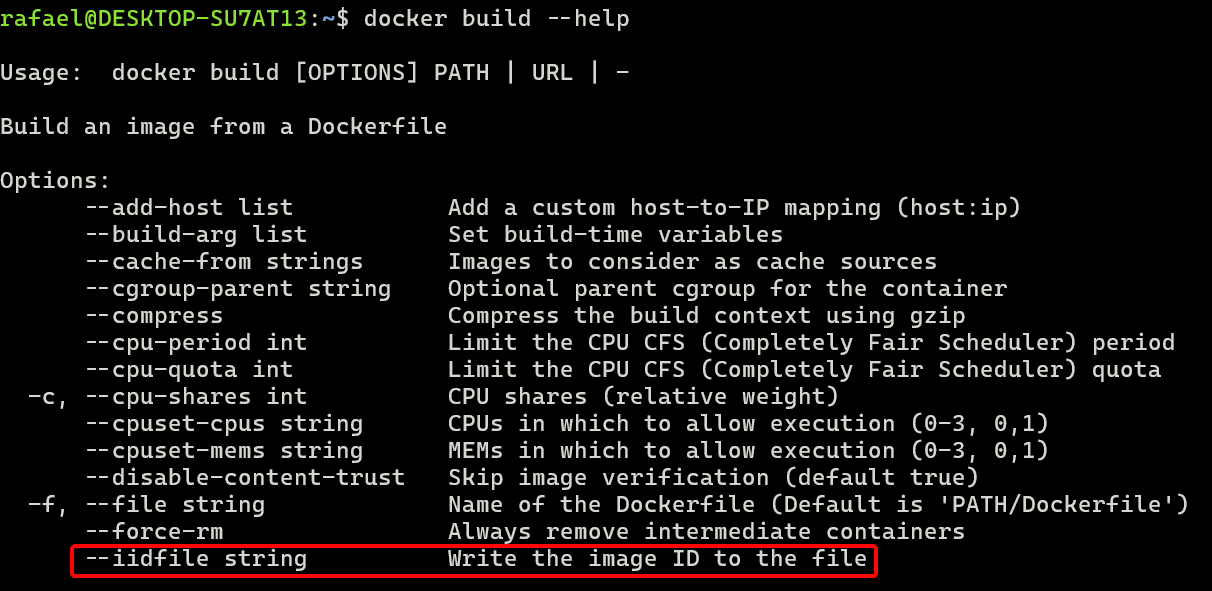 rafael@DESKTOP-SU7AT13:~$ docker build --help
Usage:  docker build [OPTIONS] PATH | URL | -
Build an image from a Dockerfile
Options:
      --add-host list           Add a custom host-to-IP mapping (host:ip)
      --build-arg list          Set build-time variables
      --cache-from strings      Images to consider as cache sources
      --cgroup-parent string    Optional parent cgroup for the container
      --compress                Compress the build context using gzip
      --cpu-period int          Limit the CPU CFS (Completely Fair Scheduler) period
      --cpu-quota int           Limit the CPU CFS (Completely Fair Scheduler) quota
  -c, --cpu-shares int          CPU shares (relative weight)
      --cpuset-cpus string      CPUs in which to allow execution (0-3, 0,1)
      --cpuset-mems string      MEMs in which to allow execution (0-3, 0,1)
      --disable-content-trust   Skip image verification (default true)
  -f, --file string             Name of the Dockerfile (Default is 'PATH/Dockerfile')
      --force-rm                Always remove intermediate containers
      --iidfile string          Write the image ID to the file